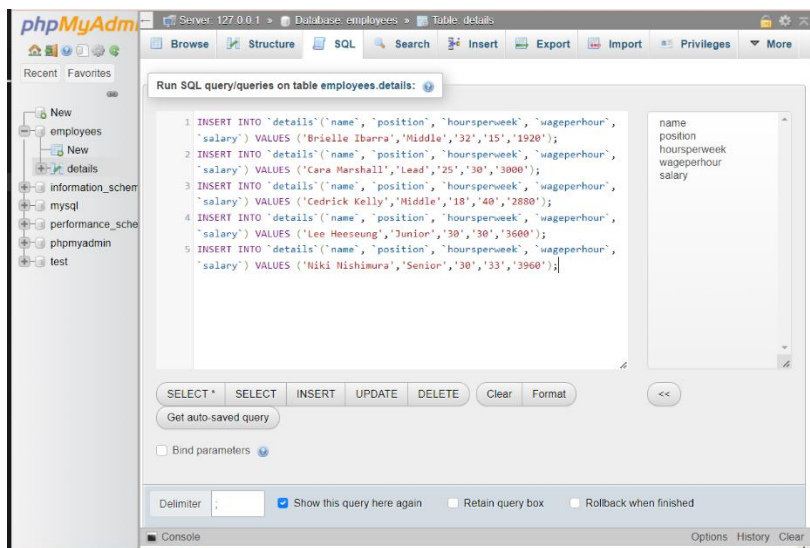 phpMyAdmi
Server: 127.0.0.1 » Database: employees » Table: details
Browse Structure SQL Search Insert Export Import Privileges More
Recent Favorites
New
employees
New
details
information_schem
mysql
performance_sche
phpmyadmin
test
Run SQL query/queries on table employees.details:
1 INSERT INTO `details`(`name`, `position`, `hoursperweek`, `wageperhour`,
`salary`) VALUES ('Brielle Ibarra','Middle','32','15','1920');
2 INSERT INTO `details`(`name`, `position`, `hoursperweek`, `wageperhour`,
`salary`) VALUES ('Cara Marshall','Lead','25','30','3000');
3 INSERT INTO `details`(`name`, `position`, `hoursperweek`, `wageperhour`,
`salary`) VALUES ('Cedrick Kelly','Middle','18','40','2880');
4 INSERT INTO `details`(`name`, `position`, `hoursperweek`, `wageperhour`,
`salary`) VALUES ('Lee Heeseung','Junior','30','30','3600');
5 INSERT INTO `details`(`name`, `position`, `hoursperweek`, `wageperhour`,
`salary`) VALUES ('Niki Nishimura','Senior','30','33','3960');
name
position
hoursperweek
wageperhour
salary
SELECT * SELECT INSERT UPDATE DELETE Clear Format <<
Get auto-saved query
Bind parameters
Delimiter ; Show this query here again Retain query box Rollback when finished
Console Options History Clear